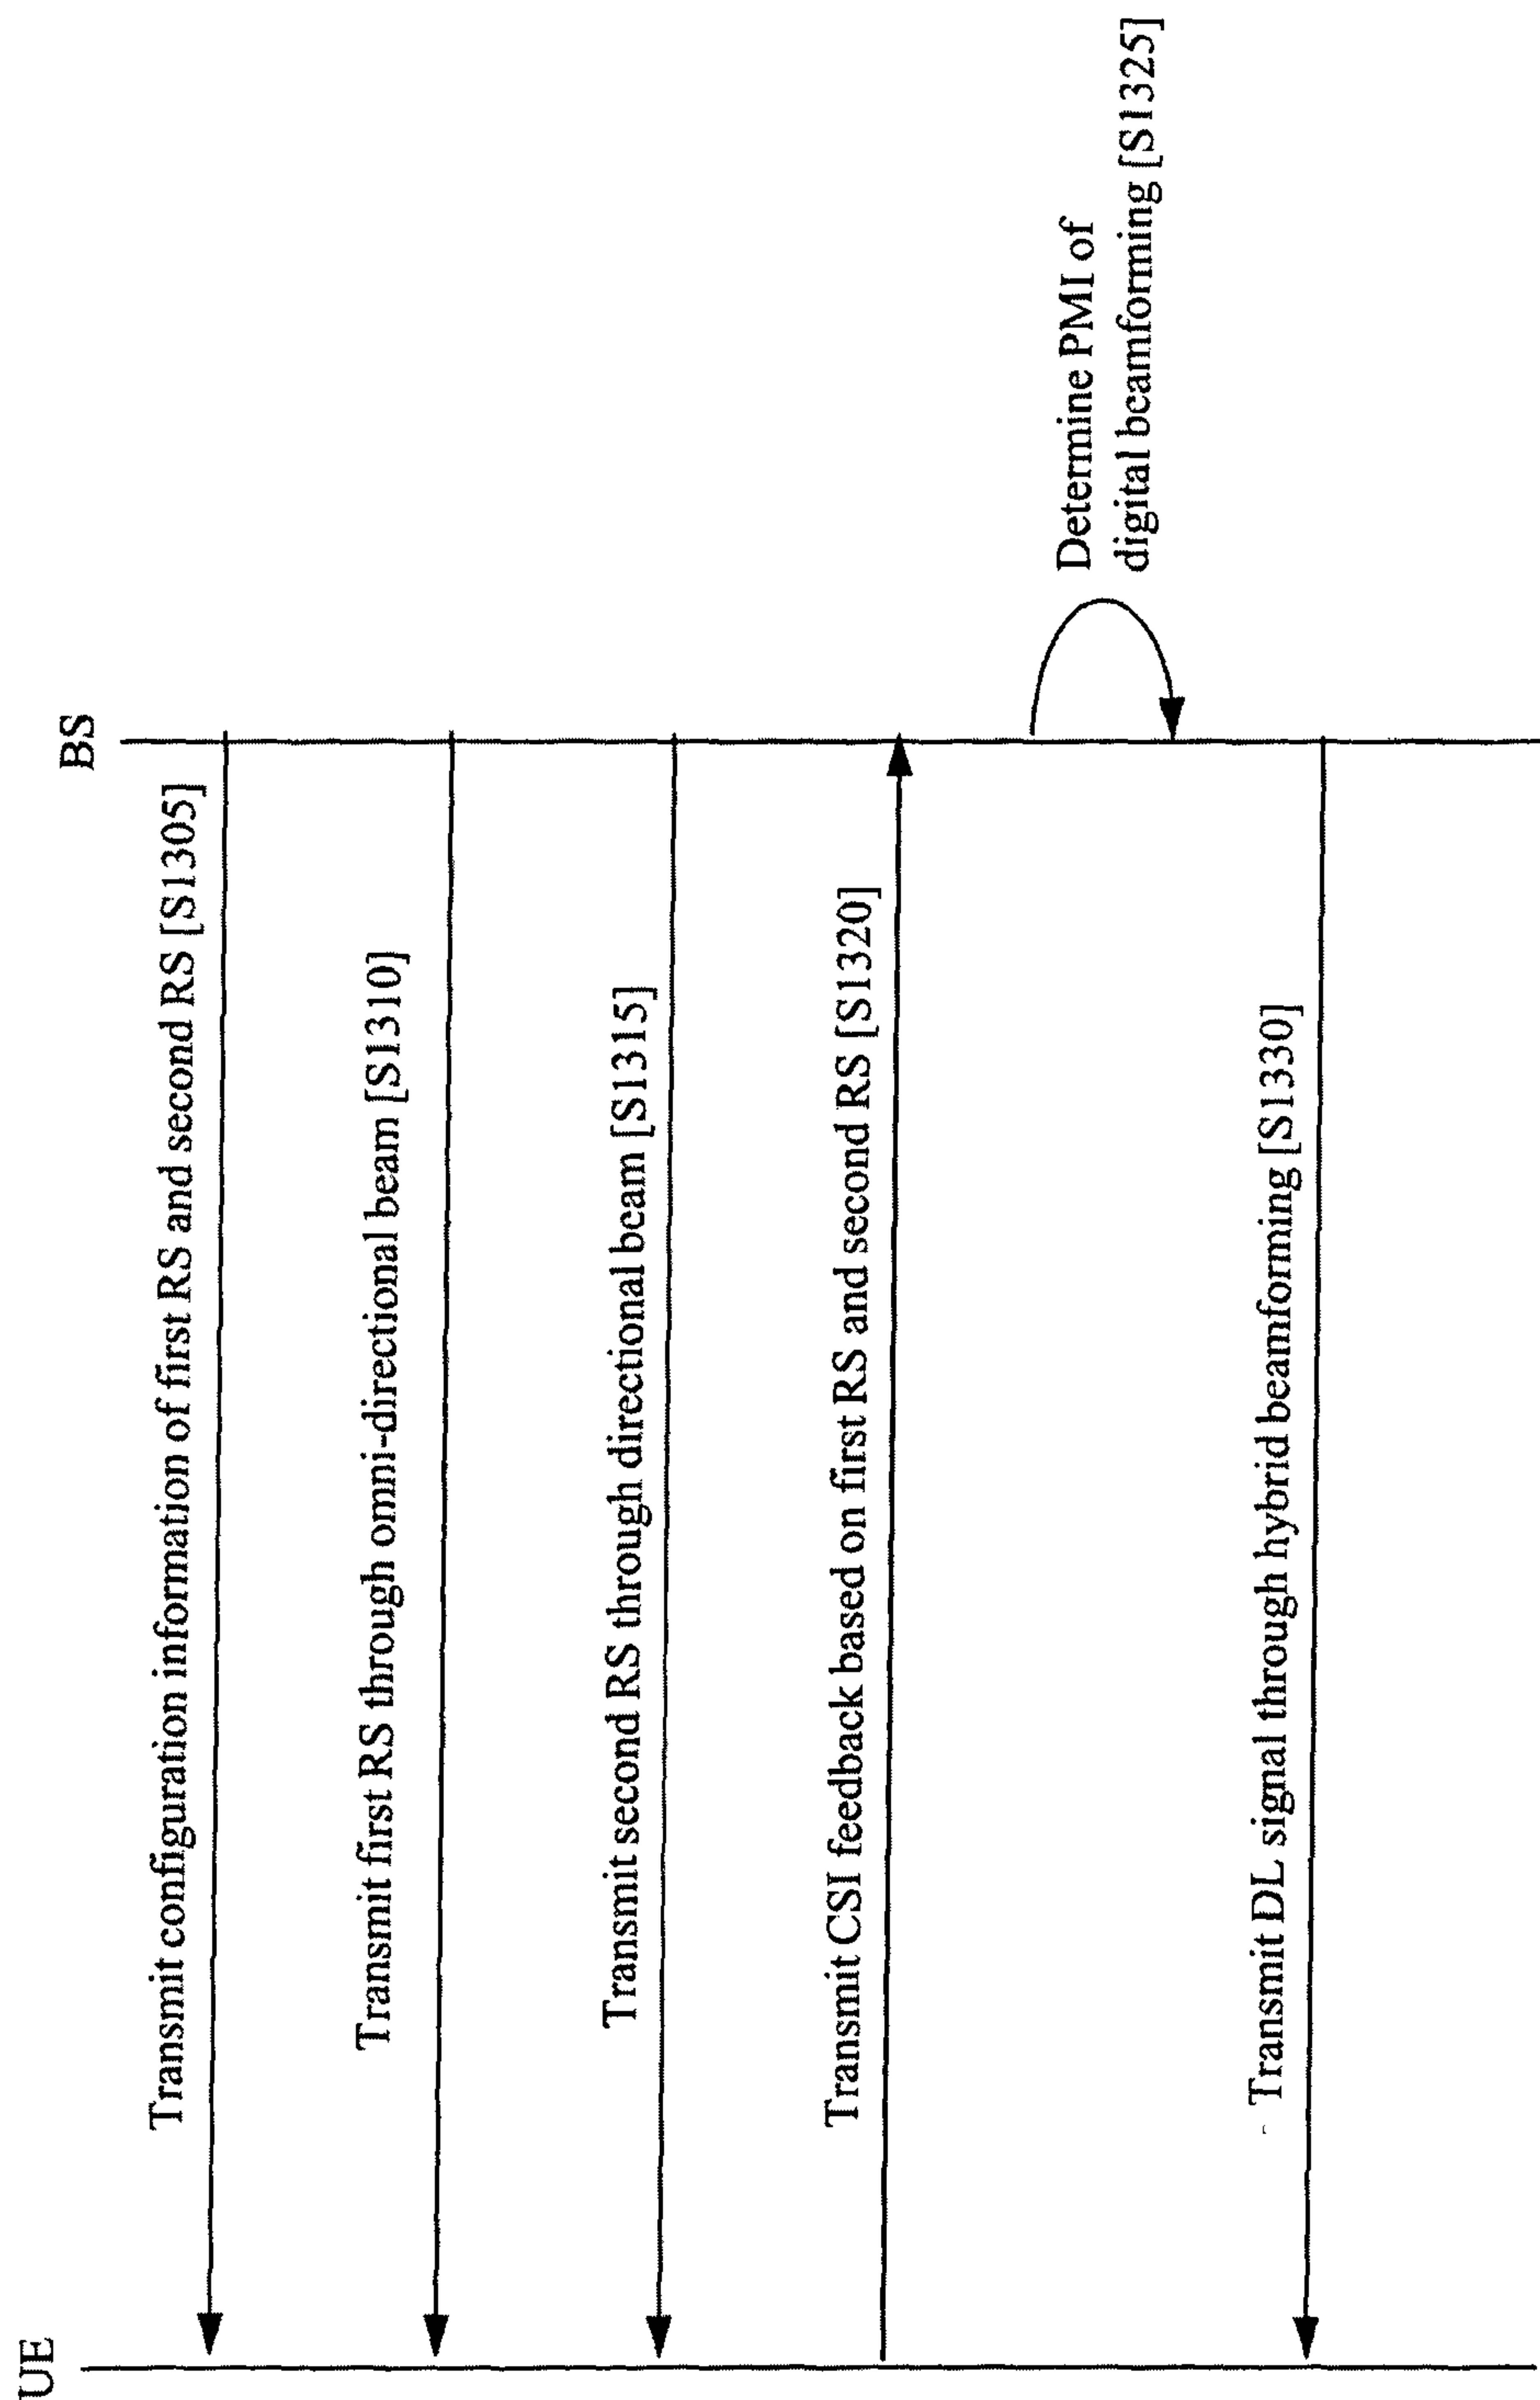 UE
BS
Transmit configuration information of first RS and second RS [S1305]
Transmit first RS through omni-directional beam [S1310]
Transmit second RS through directional beam [S1315]
Transmit CSI feedback based on first RS and second RS [S1320]
Determine PMI of
digital beamforming [S1325]
Transmit DL signal through hybrid beamforming [S1330]